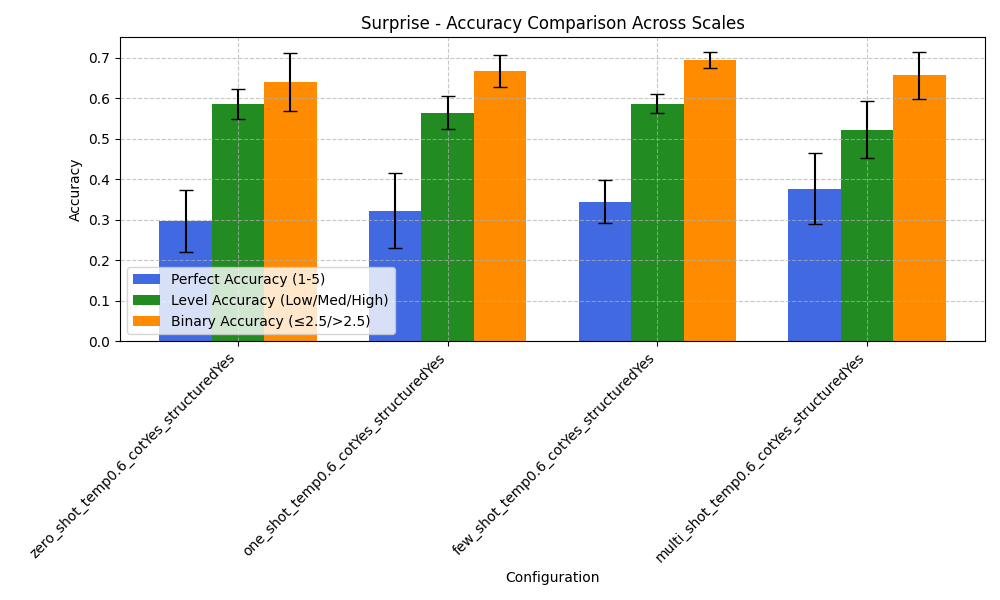 Surprise - Accuracy Comparison Across Scales
Accuracy
0.7
0.6
0.5
0.4
0.3
0.2
0.1
0.0
Perfect Accuracy (1-5)
Level Accuracy (Low/Med/High)
Binary Accuracy (≤2.5/>2.5)
zero_shot_temp0.6_cotYes_structuredYes
one_shot_temp0.6_cotYes_structuredYes
few_shot_temp0.6_cotYes_structuredYes
multi_shot_temp0.6_cotYes_structuredYes
Configuration